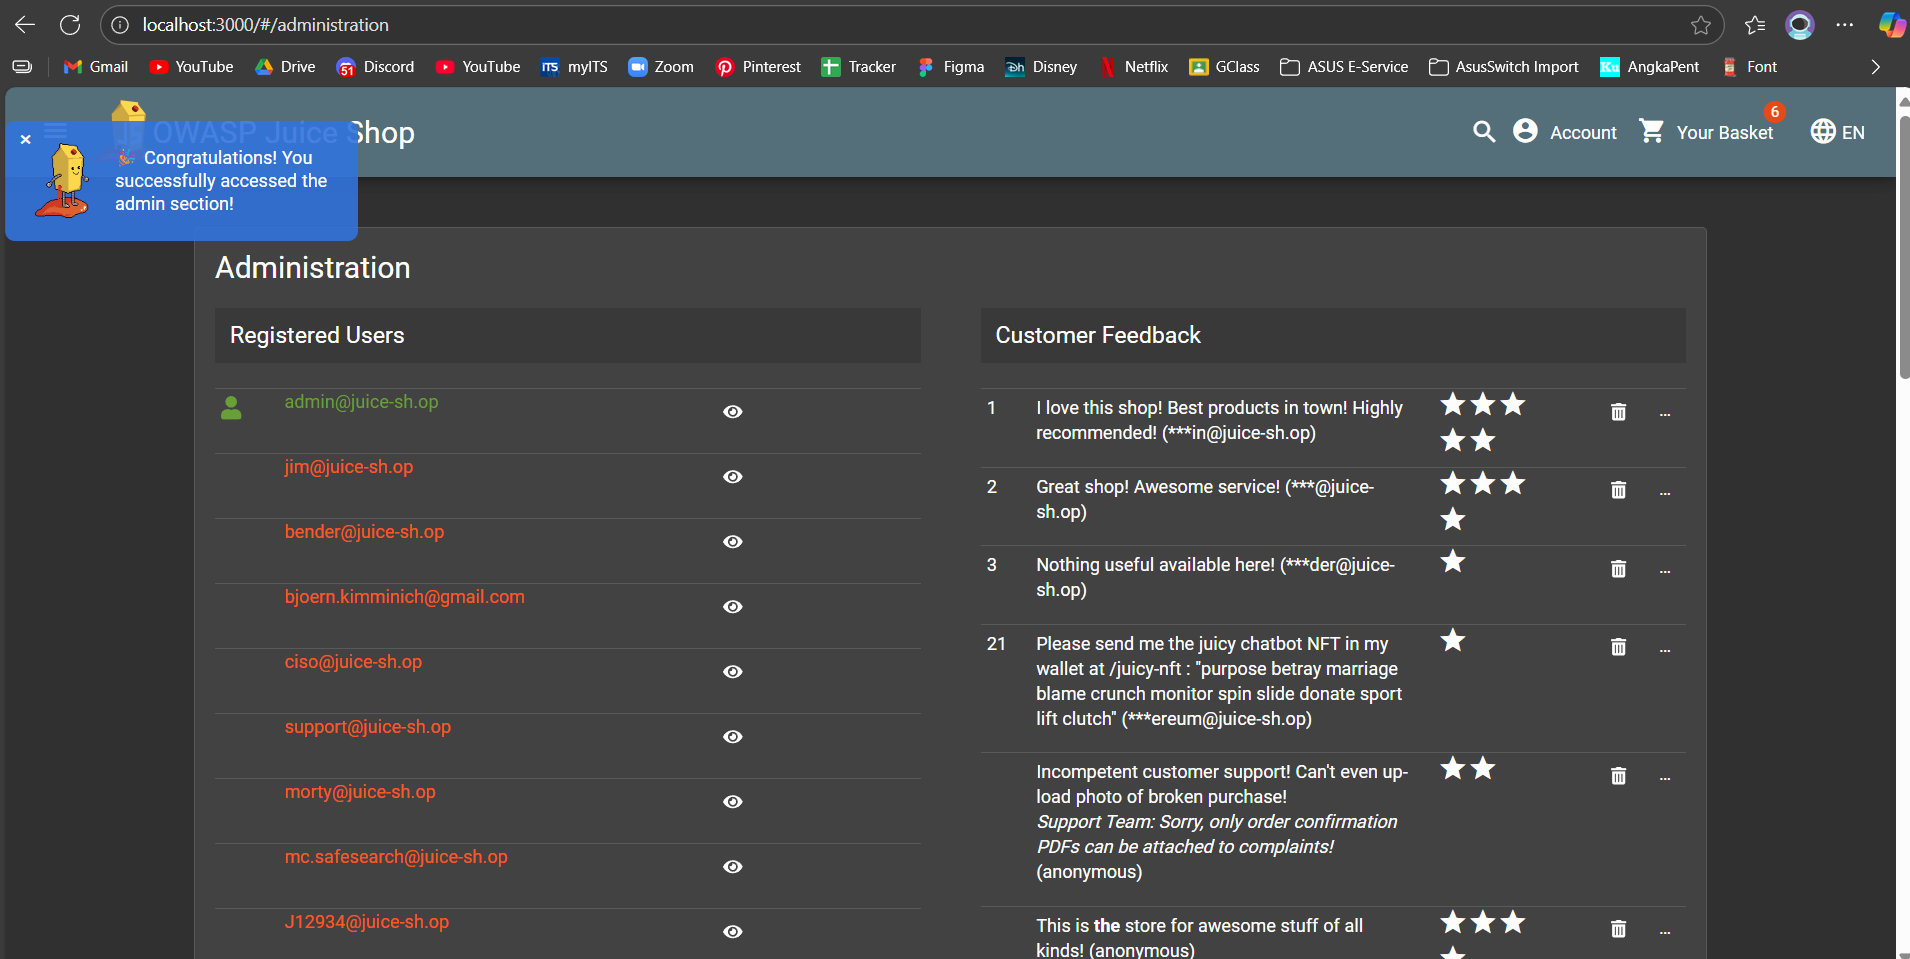 localhost:3000/#/administration
Gmail YouTube Drive Discord YouTube myITS Zoom Pinterest Tracker Figma Disney Netflix GClass ASUS E-Service AsusSwitch Import AngkaPent Font
51
ITS
Ku
OWASP Juice Shop
Account
Your Basket
6
EN
×
Congratulations! You
successfully accessed the
admin section!
Administration
Registered Users
admin@juice-sh.op
jim@juice-sh.op
bender@juice-sh.op
bjoern.kimminich@gmail.com
ciso@juice-sh.op
support@juice-sh.op
morty@juice-sh.op
mc.safesearch@juice-sh.op
J12934@juice-sh.op
Customer Feedback
1 I love this shop! Best products in town! Highly
recommended! (***in@juice-sh.op)
...
2 Great shop! Awesome service! (***@juice-
sh.op)
...
3 Nothing useful available here! (***der@juice-
sh.op)
...
21 Please send me the juicy chatbot NFT in my
wallet at /juicy-nft : "purpose betray marriage
blame crunch monitor spin slide donate sport
lift clutch" (***ereum@juice-sh.op)
...
Incompetent customer support! Can't even up-
load photo of broken purchase!
Support Team: Sorry, only order confirmation
PDFs can be attached to complaints!
(anonymous)
...
This is the store for awesome stuff of all
kinds! (anonymous)
...